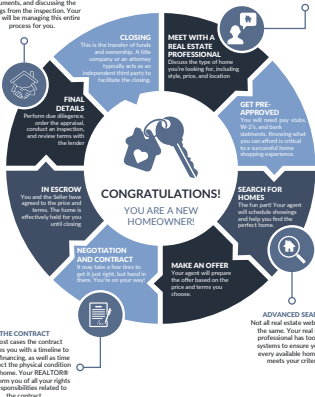 uments, and discussing the
gs from the inspection. Your
will be managing this entire
process for you.
CLOSING
This is the transfer of funds
and ownership. A title
company or an attorney
typically acts as an
independent third party to
facilitate the closing.
MEET WITH A
REAL ESTATE
PROFESSIONAL
Discuss the type of home
you're looking for, including
style, price, and location
GET PRE-
APPROVED
You will need pay stubs,
W-2's, and bank
statements. Knowing what
you can afford is critical
to a successful home
shopping experience.
SEARCH FOR
HOMES
The fun part! Your agent
will schedule showings
and help you find the
perfect home.
MAKE AN OFFER
Your agent will prepare
the offer based on the
price and terms you
choose.
NEGOTIATION
AND CONTRACT
It may take a few tries to
get it just right, but hang in
there. You're on your way!
IN ESCROW
You and the Seller have
agreed to the price and
terms. The home is
effectively held for you
until closing
FINAL
DETAILS
Perform due diligence,
order the appraisal,
conduct an inspection,
and review terms with
the lender
CONGRATULATIONS!
YOU ARE A NEW
HOMEOWNER!
THE CONTRACT
ost cases the contract
es you with a timeline to
financing, as well as time
ect the physical condition
home. Your REALTOR®
orm you of all your rights
sponsibilities related to
the contract.
ADVANCED SEAR
Not all real estate web
the same. Your real
professional has too
systems to ensure y
every available home
meets your criter